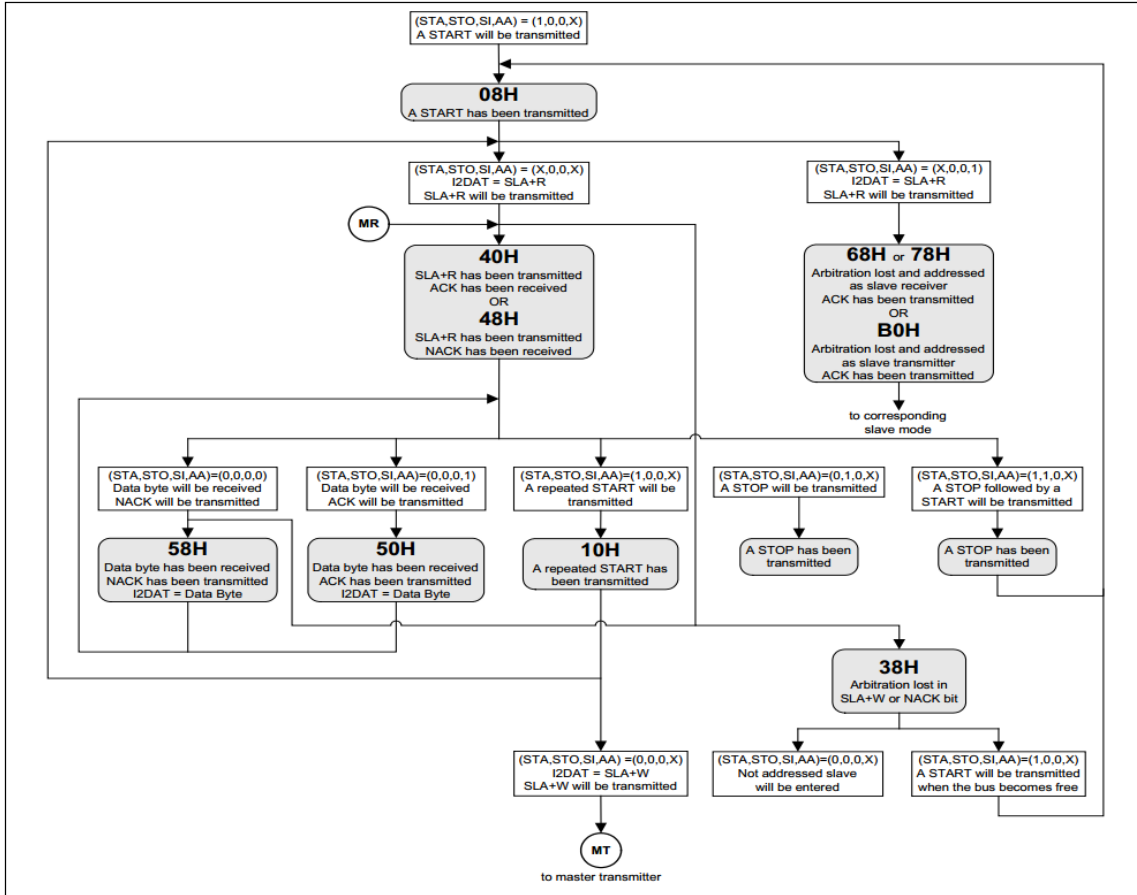 (STA,STO,SI,AA) = (1,0,0,X)
A START will be transmitted
08H
A START has been transmitted
(STA,STO,SI,AA) = (X,0,0,X)
I2DAT = SLA+R
SLA+R will be transmitted
(STA,STO,SI,AA) = (X,0,0,1)
I2DAT = SLA+R
SLA+R will be transmitted
MR
40H
SLA+R has been transmitted
ACK has been received
OR
48H
SLA+R has been transmitted
NACK has been received
68H or 78H
Arbitration lost and addressed
as slave receiver
ACK has been transmitted
OR
B0H
Arbitration lost and addressed
as slave transmitter
ACK has been transmitted
to corresponding
slave mode
(STA,STO,SI,AA)=(0,0,0,0)
Data byte will be received
NACK will be transmitted
(STA,STO,SI,AA)=(0,0,0,1)
Data byte will be received
ACK will be transmitted
(STA,STO,SI,AA)=(1,0,0,X)
A repeated START will be
transmitted
(STA,STO,SI,AA)=(0,1,0,X)
A STOP will be transmitted
(STA,STO,SI,AA)=(1,1,0,X)
A STOP followed by a
START will be transmitted
58H
Data byte has been received
NACK has been transmitted
I2DAT = Data Byte
50H
Data byte has been received
ACK has been transmitted
I2DAT = Data Byte
10H
A repeated START has
been transmitted
A STOP has been
transmitted
A STOP has been
transmitted
38H
Arbitration lost in
SLA+W or NACK bit
(STA,STO,SI,AA) =(0,0,0,X)
I2DAT = SLA+W
SLA+W will be transmitted
(STA,STO,SI,AA)=(0,0,0,X)
Not addressed slave
will be entered
(STA,STO,SI,AA)=(1,0,0,X)
A START will be transmitted
when the bus becomes free
MT
to master transmitter